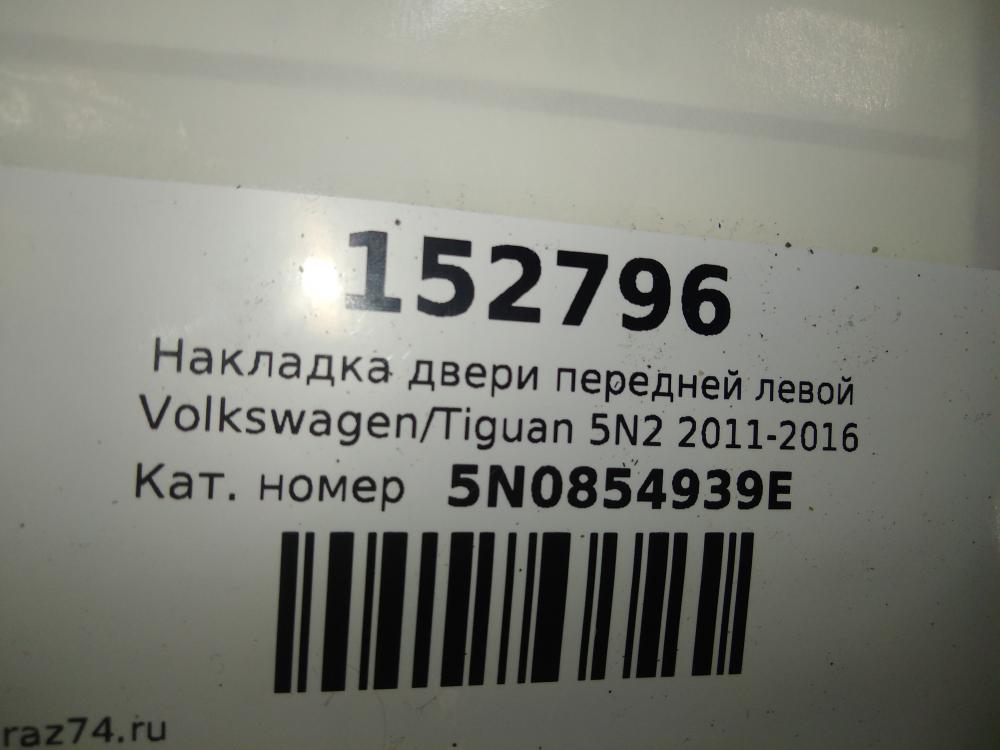 152796
Накладка двери передней левой
Volkswagen/Tiguan 5N2 2011-2016
Кат. номер 5N0854939E
raz74.ru